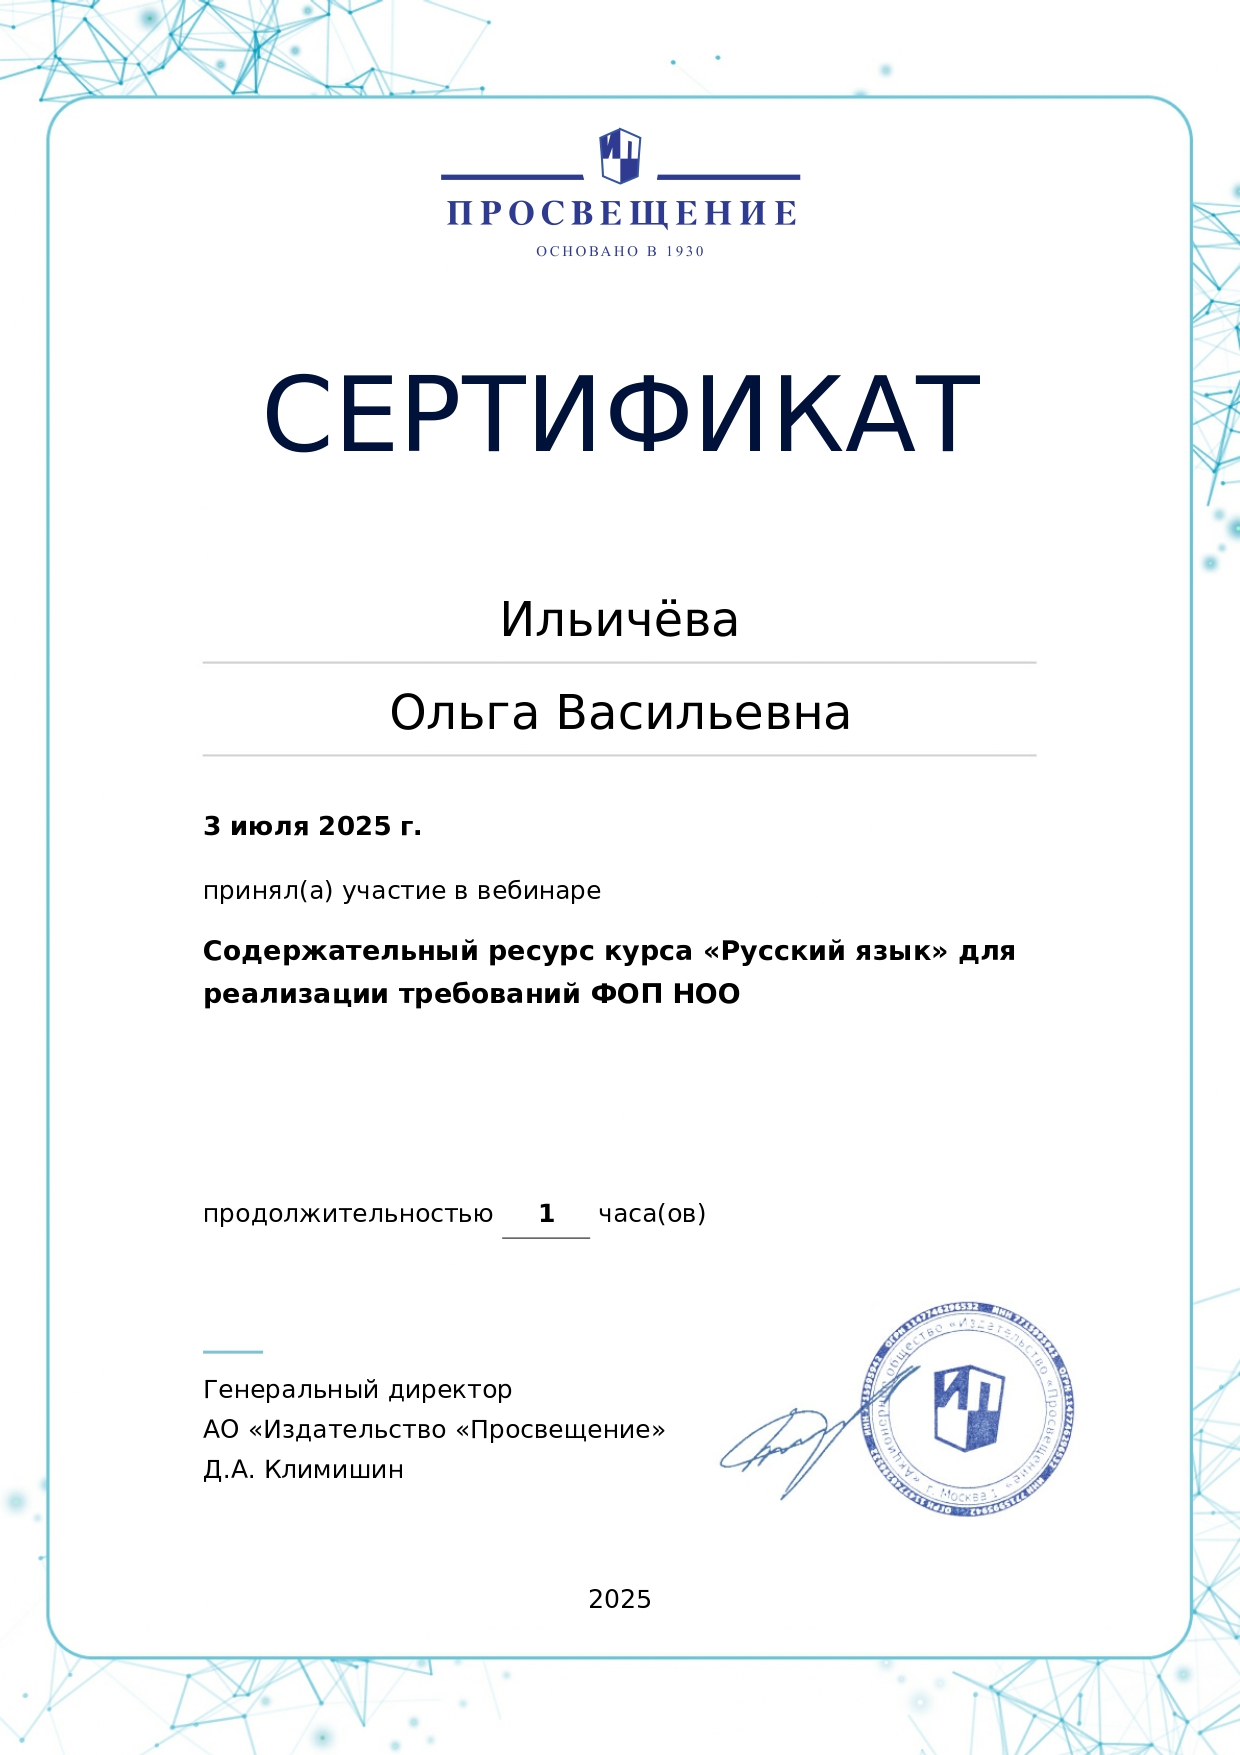 ИП
ПРОСВЕЩЕНИЕ
ОСНОВАНО В 1930
СЕРТИФИКАТ
Ильичёва
Ольга Васильевна
3 июля 2025 г.
принял(а) участие в вебинаре
Содержательный ресурс курса «Русский язык» для
реализации требований ФОП НОО
продолжительностью 1 часа(ов)
Генеральный директор
АО «Издательство «Просвещение»
Д.А. Климишин
«Акционерное общество «Издательство «Просвещение»
г. Москва
ИП
2025